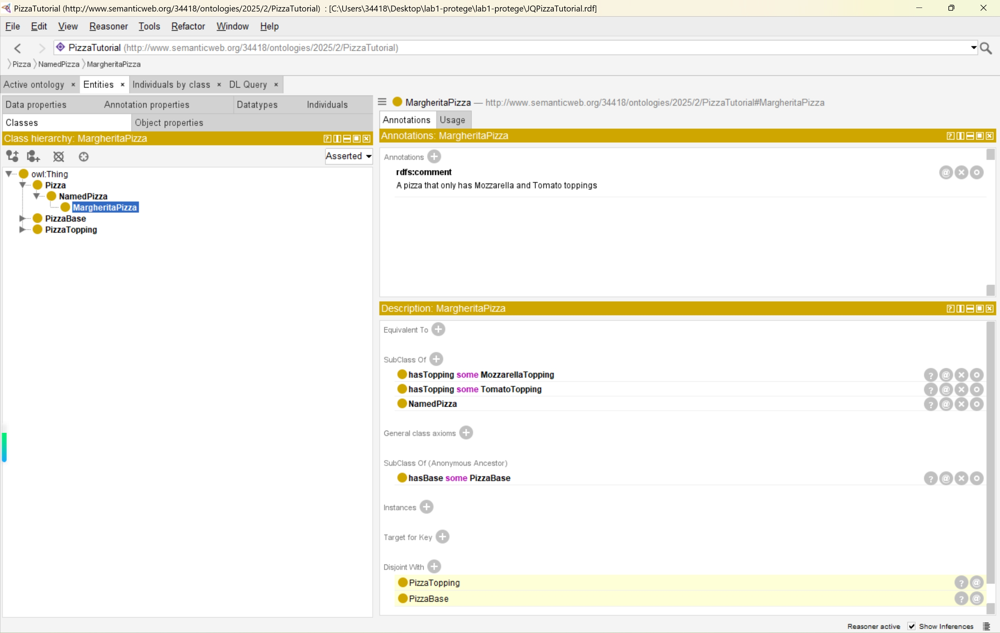 PizzaTutorial (http://www.semanticweb.org/34418/ontologies/2025/2/PizzaTutorial) : [C:\Users\34418\Desktop\lab1-protege\lab1-protege\JQPizzaTutorial.rdf]
File Edit View Reasoner Tools Refactor Window Help
PizzaTutorial (http://www.semanticweb.org/34418/ontologies/2025/2/PizzaTutorial)
Pizza NamedPizza MargheritaPizza
Active ontology × Entities × Individuals by class × DL Query ×
Data properties Annotation properties Datatypes Individuals
Classes Object properties
Class hierarchy: MargheritaPizza
Asserted
owl:Thing
Pizza
NamedPizza
MargheritaPizza
PizzaBase
PizzaTopping
MargheritaPizza — http://www.semanticweb.org/34418/ontologies/2025/2/PizzaTutorial#MargheritaPizza
Annotations Usage
Annotations: MargheritaPizza
Annotations
rdfs:comment
A pizza that only has Mozzarella and Tomato toppings
Description: MargheritaPizza
Equivalent To
SubClass Of
hasTopping some MozzarellaTopping
hasTopping some TomatoTopping
NamedPizza
General class axioms
SubClass Of (Anonymous Ancestor)
hasBase some PizzaBase
Instances
Target for Key
Disjoint With
PizzaTopping
PizzaBase
Reasoner active Show Inferences